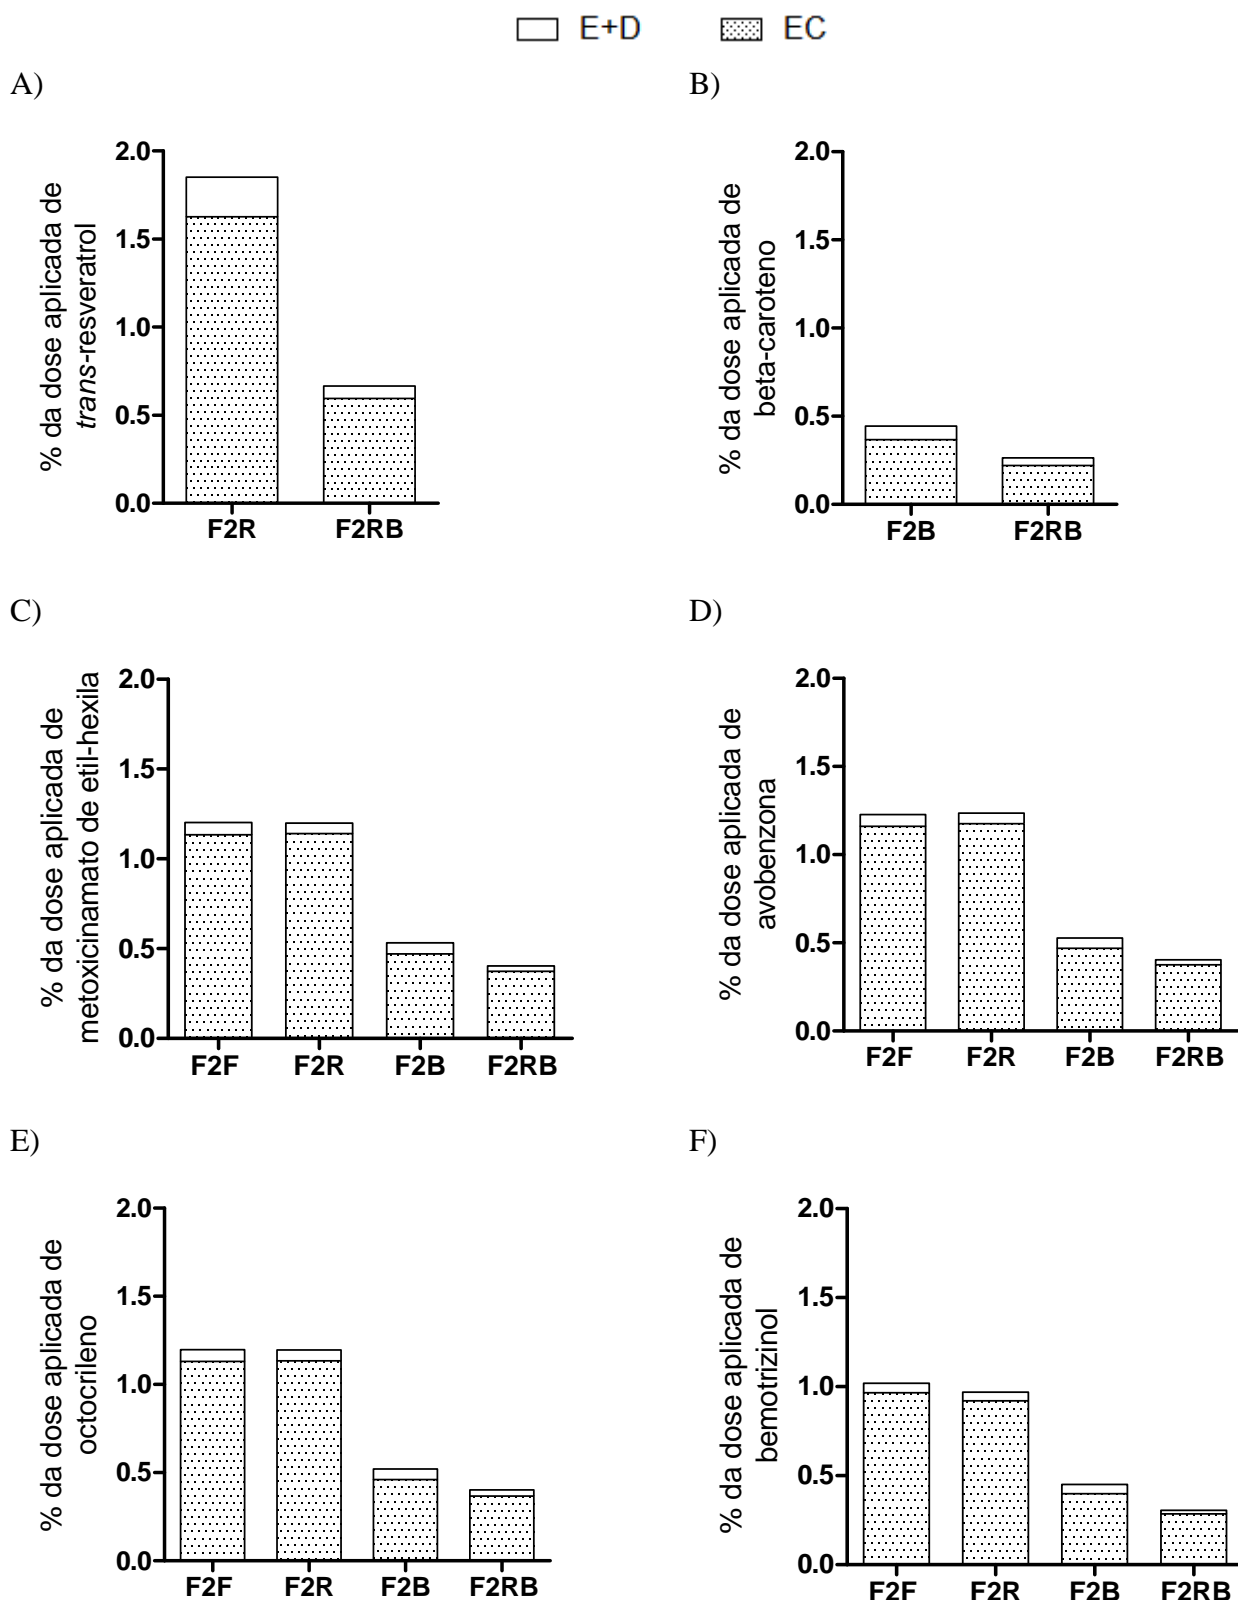 E+D EC
A)
% da dose aplicada de
trans-resveratrol
2.0
1.5
1.0
0.5
0.0
F2R F2RB
B)
% da dose aplicada de
beta-caroteno
2.0
1.5
1.0
0.5
0.0
F2B F2RB
C)
% da dose aplicada de
metoxicinamato de etil-hexila
2.0
1.5
1.0
0.5
0.0
F2F F2R F2B F2RB
D)
% da dose aplicada de
avobenzona
2.0
1.5
1.0
0.5
0.0
F2F F2R F2B F2RB
E)
% da dose aplicada de
octocrileno
2.0
1.5
1.0
0.5
0.0
F2F F2R F2B F2RB
F)
% da dose aplicada de
bemotrizinol
2.0
1.5
1.0
0.5
0.0
F2F F2R F2B F2RB